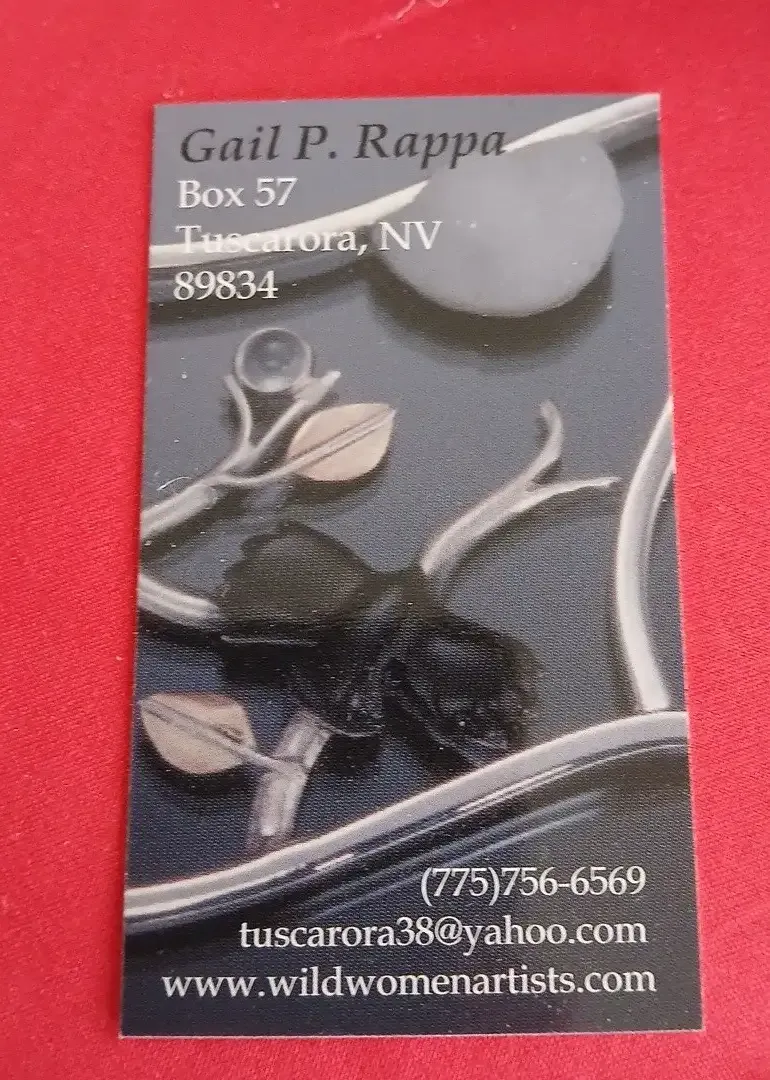 Gail P. Rappa
Box 57
Tuscarora, NV
89834
(775)756-6569
tuscarora38@yahoo.com
www.wildwomenartists.com